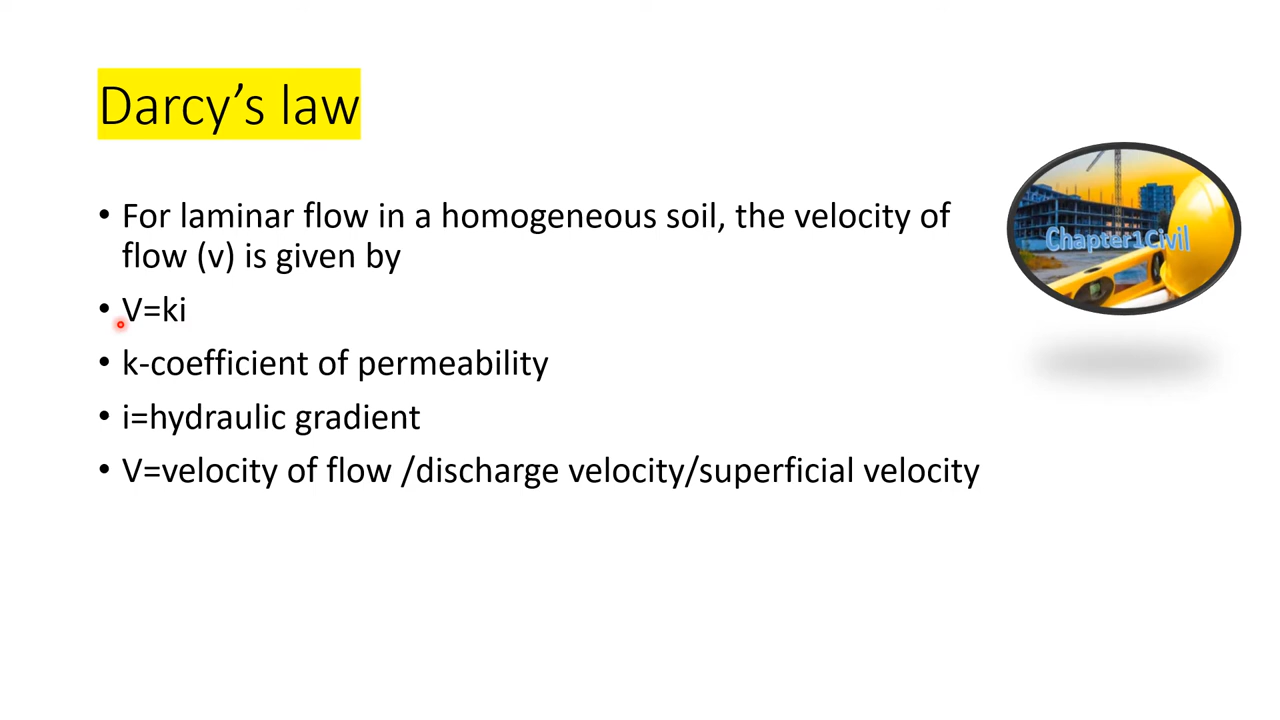 Darcy’s law
• For laminar flow in a homogeneous soil, the velocity of
flow (v) is given by
• V=ki
• k-coefficient of permeability
• i=hydraulic gradient
• V=velocity of flow /discharge velocity/superficial velocity
Chapter1Civil